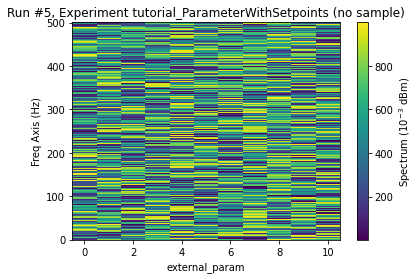 Run #5, Experiment tutorial_ParameterWithSetpoints (no sample)
500
400
300
200
100
0
Freq Axis (Hz)
0 2 4 6 8 10
external_param
800
600
400
200
Spectrum (10⁻³ dBm)